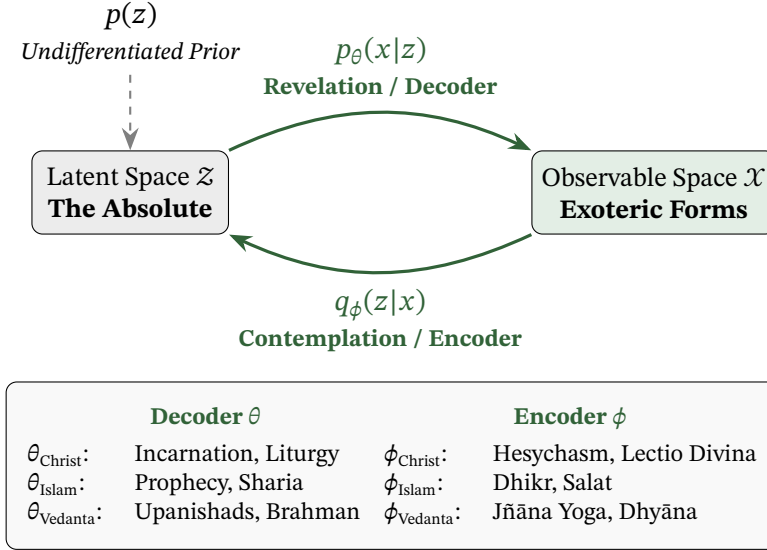 p(z)
Undifferentiated Prior
pθ(x|z)
Revelation / Decoder
Latent Space 𝒵
The Absolute
Observable Space 𝒳
Exoteric Forms
qϕ(z|x)
Contemplation / Encoder
Decoder θ Encoder ϕ
θChrist: Incarnation, Liturgy ϕChrist: Hesychasm, Lectio Divina
θIslam: Prophecy, Sharia ϕIslam: Dhikr, Salat
θVedanta: Upanishads, Brahman ϕVedanta: Jñāna Yoga, Dhyāna